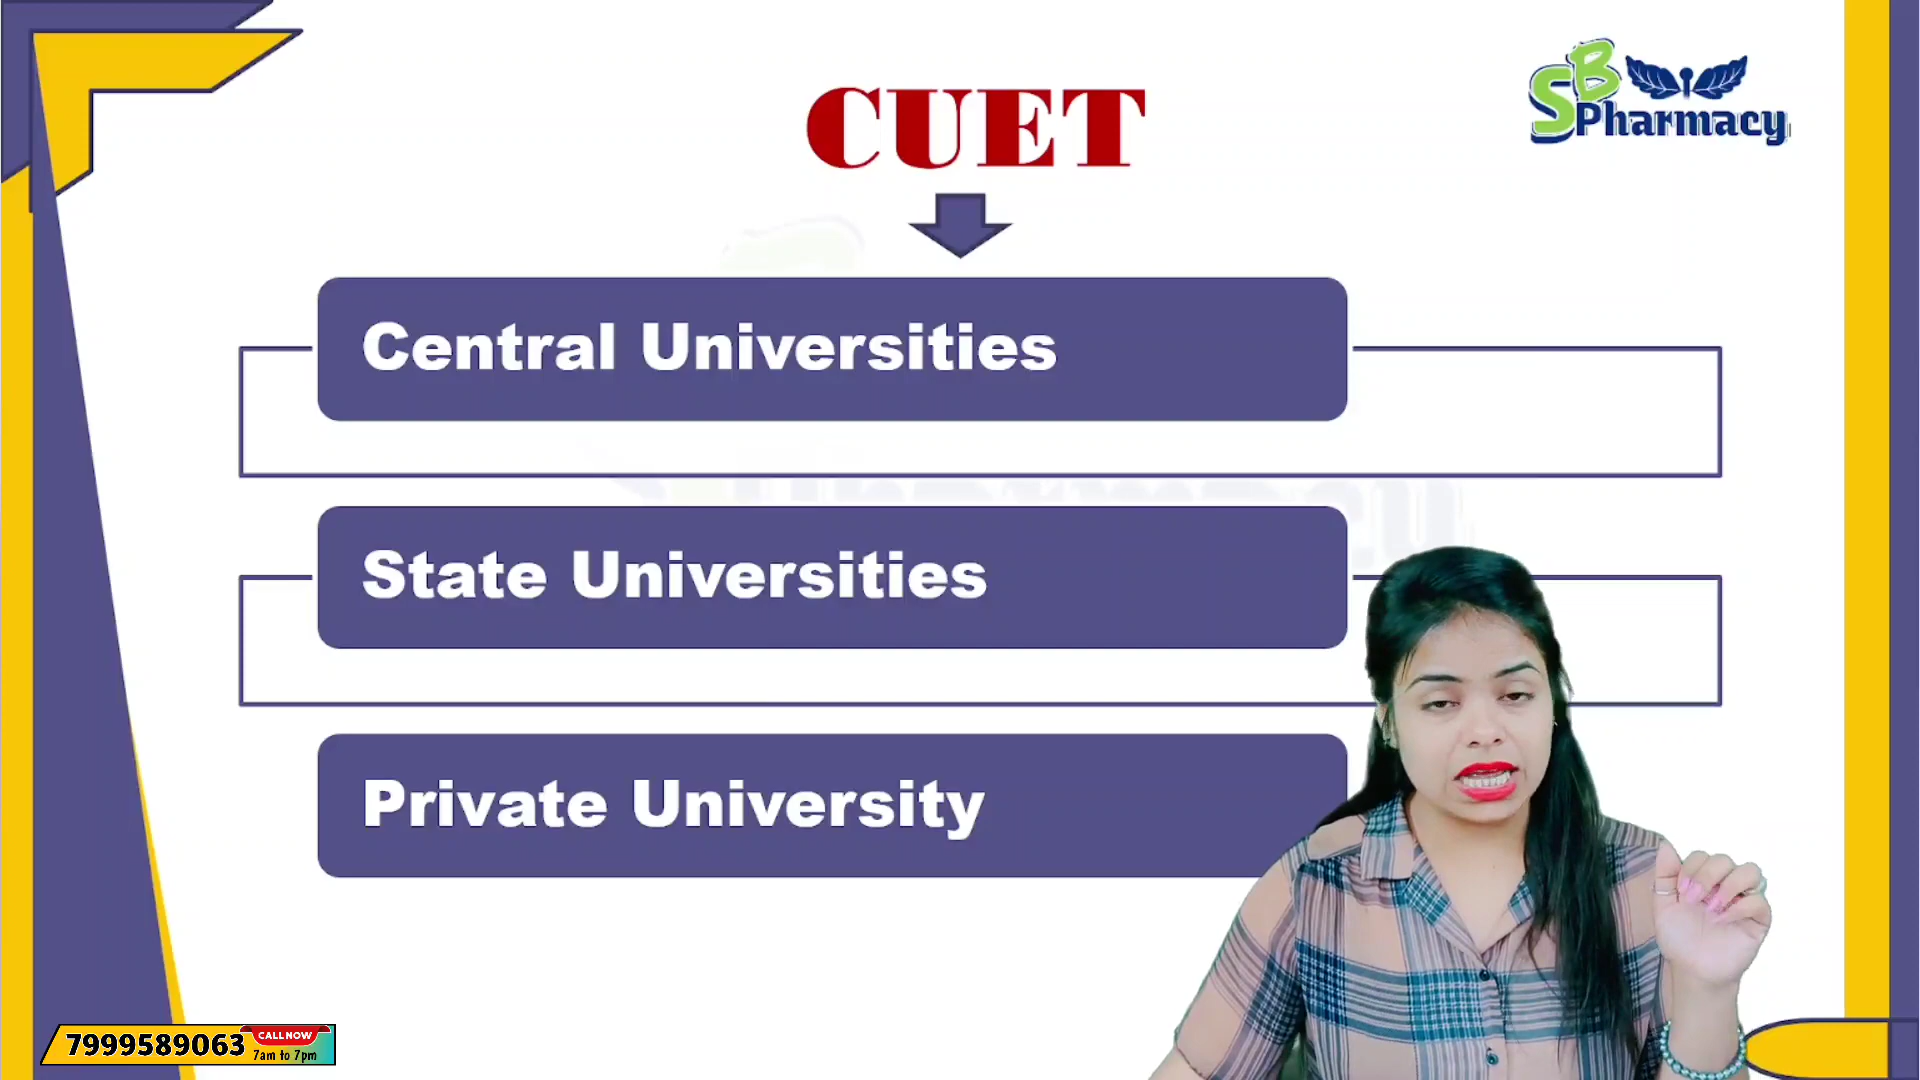 CUET
SB
Pharmacy
Central Universities
State Universities
Private University
7999589063
CALL NOW
7am to 7pm